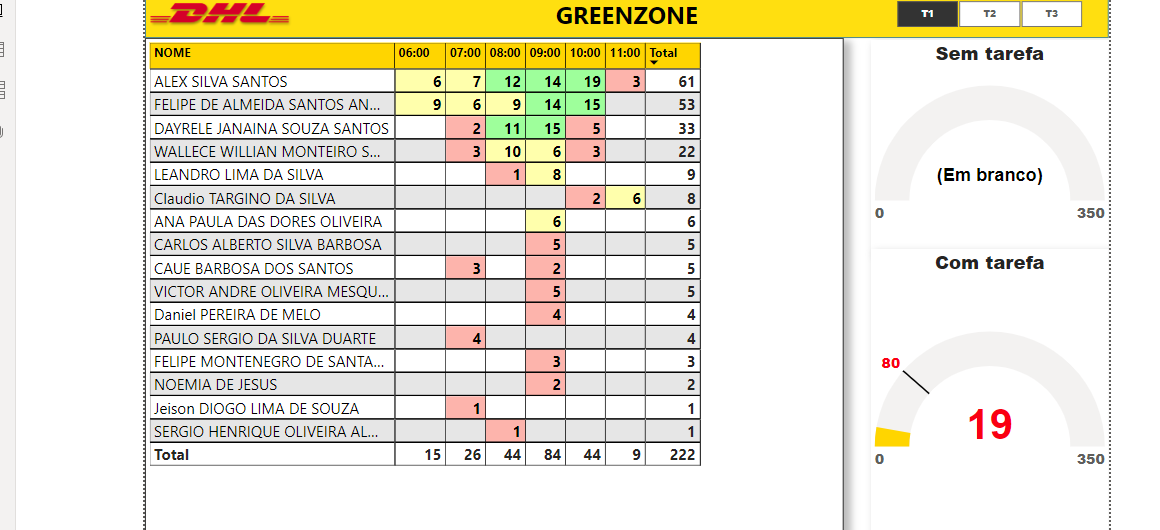 DHL
GREENZONE
T1 T2 T3
NOME 06:00 07:00 08:00 09:00 10:00 11:00 Total
ALEX SILVA SANTOS 6 7 12 14 19 3 61
FELIPE DE ALMEIDA SANTOS AN... 9 6 9 14 15 53
DAYRELE JANAINA SOUZA SANTOS 2 11 15 5 33
WALLECE WILLIAN MONTEIRO S... 3 10 6 3 22
LEANDRO LIMA DA SILVA 1 8 9
Claudio TARGINO DA SILVA 2 6 8
ANA PAULA DAS DORES OLIVEIRA 6 6
CARLOS ALBERTO SILVA BARBOSA 5 5
CAUE BARBOSA DOS SANTOS 3 2 5
VICTOR ANDRE OLIVEIRA MESQU... 5 5
Daniel PEREIRA DE MELO 4 4
PAULO SERGIO DA SILVA DUARTE 4 4
FELIPE MONTENEGRO DE SANTA... 3 3
NOEMIA DE JESUS 2 2
Jeison DIOGO LIMA DE SOUZA 1 1
SERGIO HENRIQUE OLIVEIRA AL... 1 1
Total 15 26 44 84 44 9 222
Sem tarefa
(Em branco)
0 350
Com tarefa
80
19
0 350